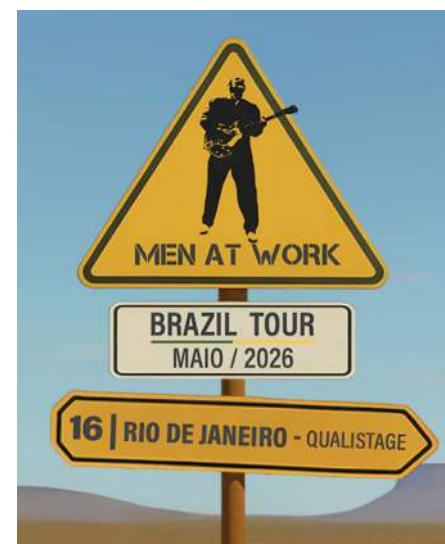 MEN AT WORK
BRAZIL TOUR
MAIO / 2026
16 | RIO DE JANEIRO - QUALISTAGE